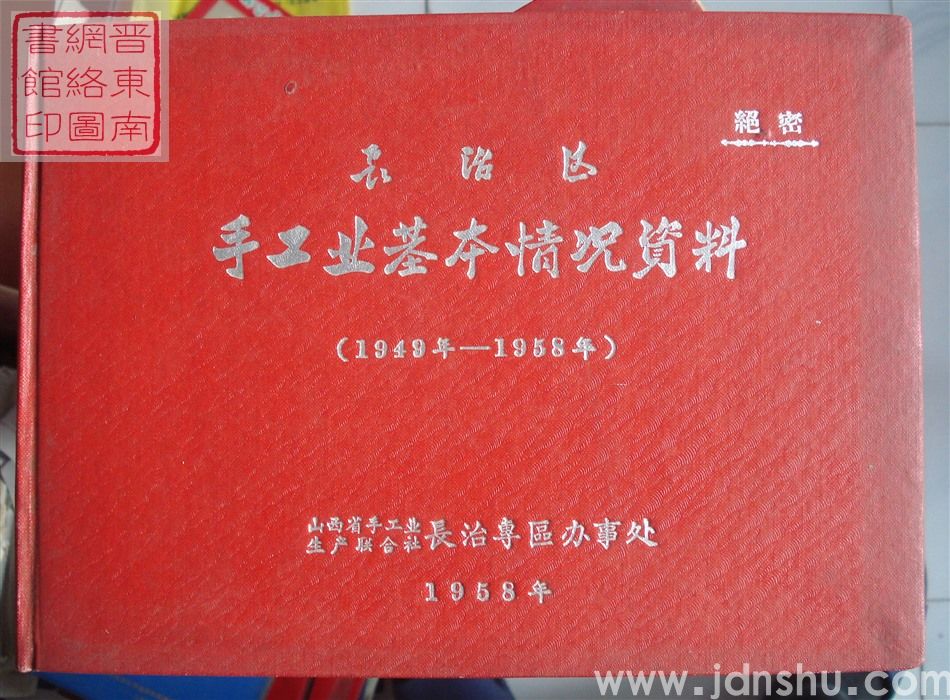 晋東南
網絡圖
書館印
絕密
長治区
手工业基本情况資料
(1949年—1958年)
山西省手工业
生产联合社長治專區办事处
1958年
www.jdnshu.com